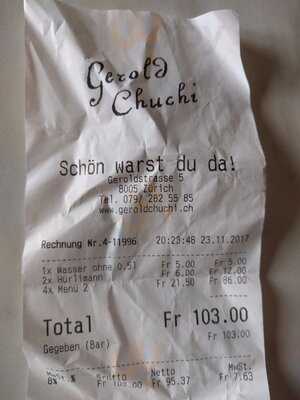 Gerold
Chuchi
Schön warst du da!
Geroldstrasse 5
8005 Zürich
Tel. 079/ 282 55 85
www.geroldchuchi.ch
Rechnung Nr.4-11996 20:23:48 23.11.2017
1x Wasser ohne 0.5l Fr 5.00 Fr 5.00
2x Hürlimann Fr 6.00 Fr 12.00
4x Menu 2 Fr 21.50 Fr 86.00
Total Fr 103.00
Gegeben (Bar) Fr 103.00
Netto MwSt.
Fr 103.00 Fr 95.37 Fr 7.63